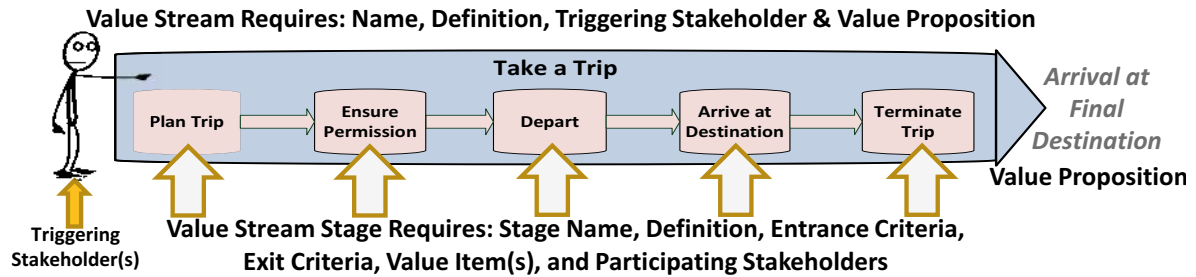 Value Stream Requires: Name, Definition, Triggering Stakeholder & Value Proposition
Take a Trip
Plan Trip
Ensure
Permission
Depart
Arrive at
Destination
Terminate
Trip
Arrival at
Final
Destination
Value Proposition
Triggering
Stakeholder(s)
Value Stream Stage Requires: Stage Name, Definition, Entrance Criteria,
Exit Criteria, Value Item(s), and Participating Stakeholders